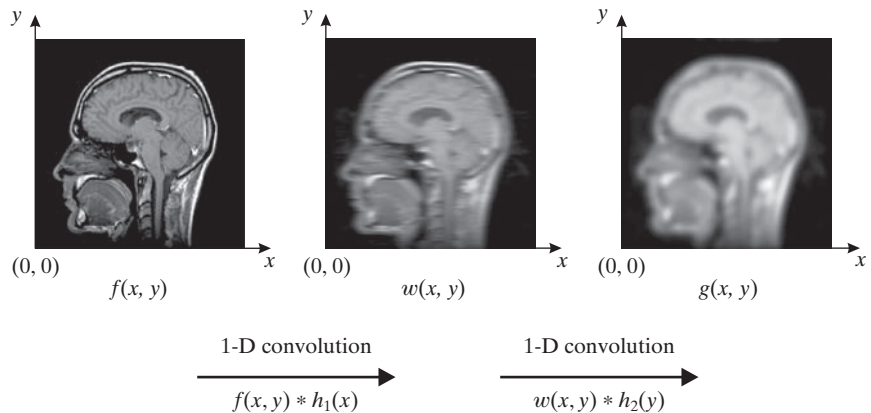 y y y
(0, 0) x (0, 0) x (0, 0) x
f(x, y) w(x, y) g(x, y)
1-D convolution 1-D convolution
f(x, y) ∗ h₁(x) w(x, y) ∗ h₂(y)